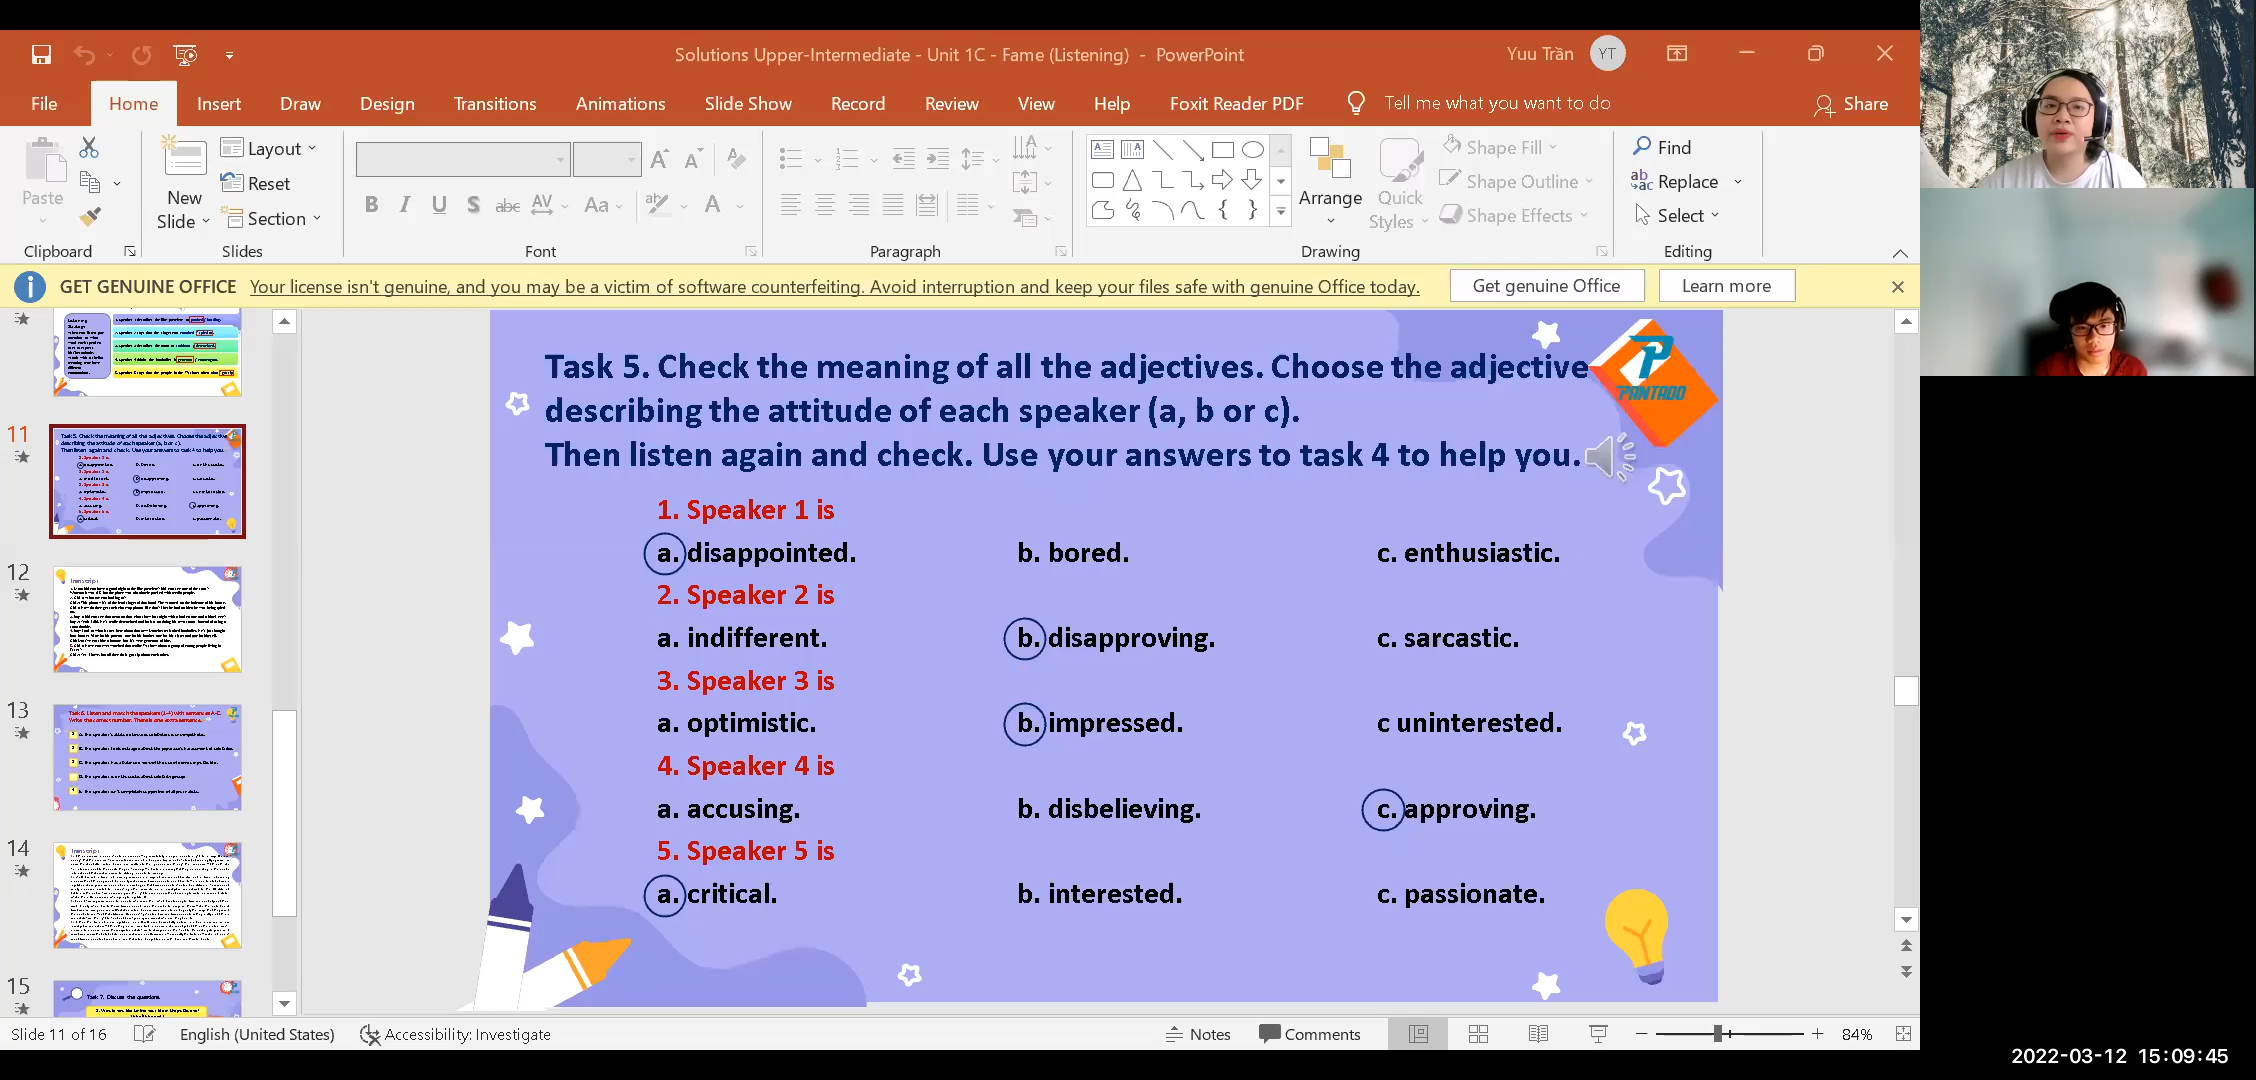 Solutions Upper-Intermediate - Unit 1C - Fame (Listening) - PowerPoint
Yuu Trần
YT
File
Home
Insert
Draw
Design
Transitions
Animations
Slide Show
Record
Review
View
Help
Foxit Reader PDF
Tell me what you want to do
Share
Paste
New
Slide
Layout
Reset
Section
Arrange
Quick
Styles
Shape Fill
Shape Outline
Shape Effects
Find
Replace
Select
Clipboard
Slides
Font
Paragraph
Drawing
Editing
GET GENUINE OFFICE Your license isn't genuine, and you may be a victim of software counterfeiting. Avoid interruption and keep your files safe with genuine Office today.
Get genuine Office
Learn more
11
12
13
14
15
Task 5. Check the meaning of all the adjectives. Choose the adjective
describing the attitude of each speaker (a, b or c).
Then listen again and check. Use your answers to task 4 to help you.
PANTADO
1. Speaker 1 is
a. disappointed. b. bored. c. enthusiastic.
2. Speaker 2 is
a. indifferent. b. disapproving. c. sarcastic.
3. Speaker 3 is
a. optimistic. b. impressed. c uninterested.
4. Speaker 4 is
a. accusing. b. disbelieving. c. approving.
5. Speaker 5 is
a. critical. b. interested. c. passionate.
Slide 11 of 16
English (United States)
Accessibility: Investigate
Notes
Comments
84%
2022-03-12 15:09:45